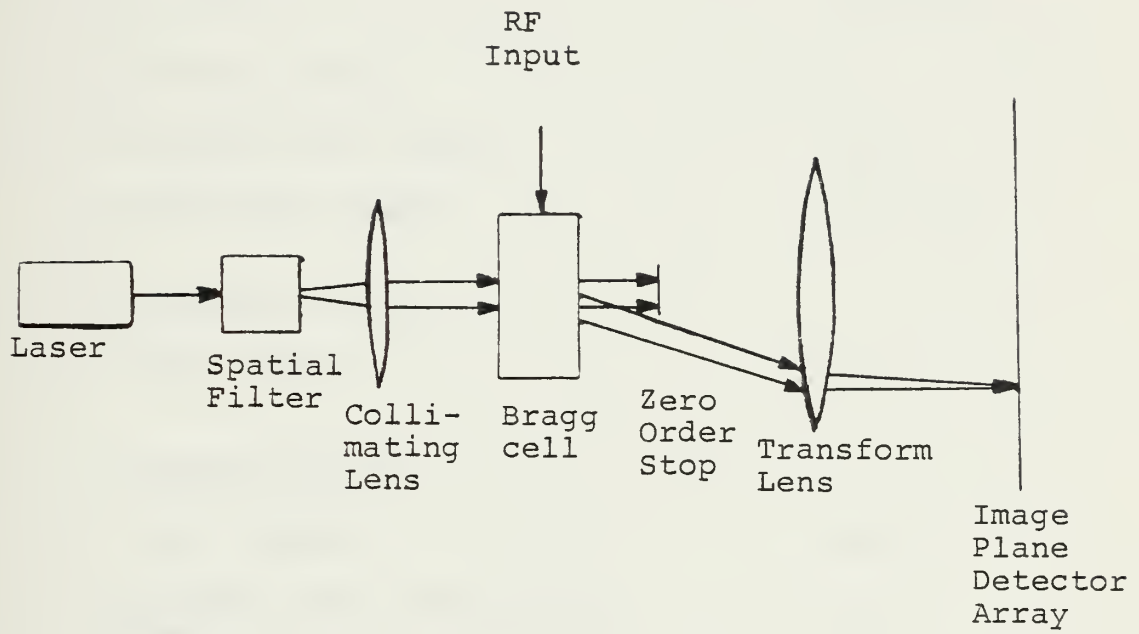 RF
Input
Laser
Spatial
Filter
Colli-
mating
Lens
Bragg
cell
Zero
Order
Stop
Transform
Lens
Image
Plane
Detector
Array